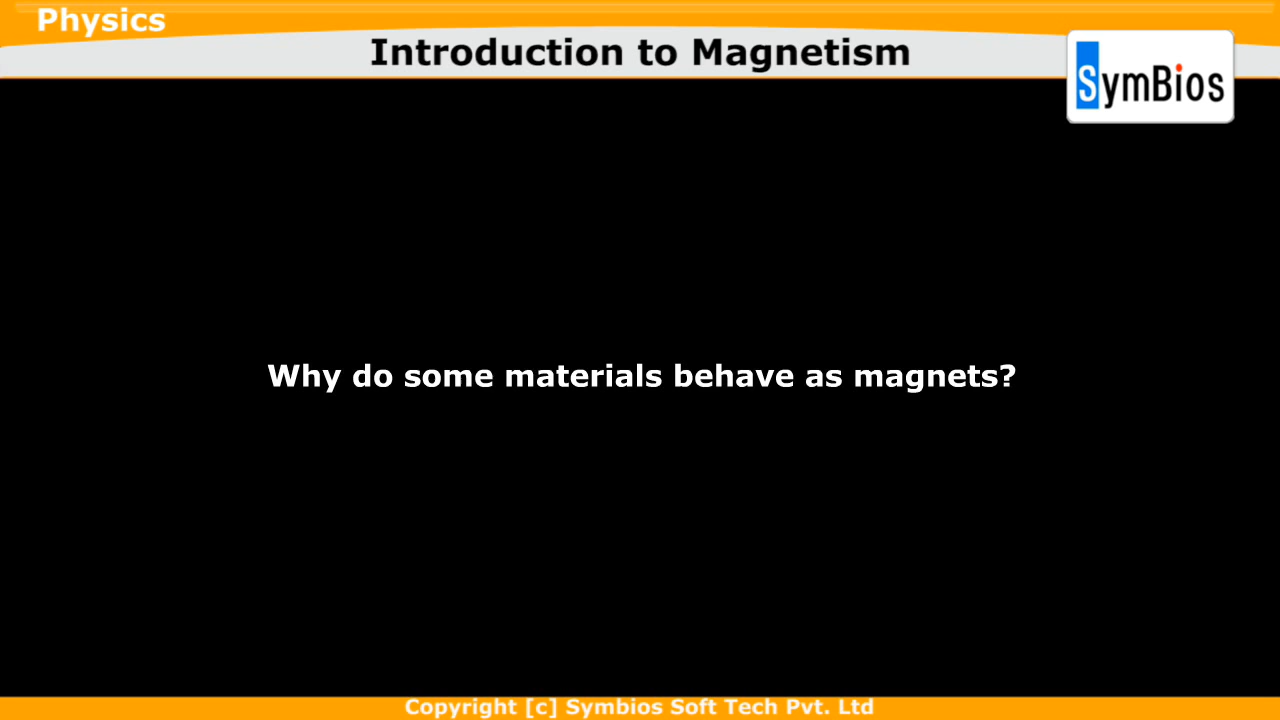 Physics
Introduction to Magnetism
SymBios
Why do some materials behave as magnets?
Copyright [c] Symbios Soft Tech Pvt. Ltd